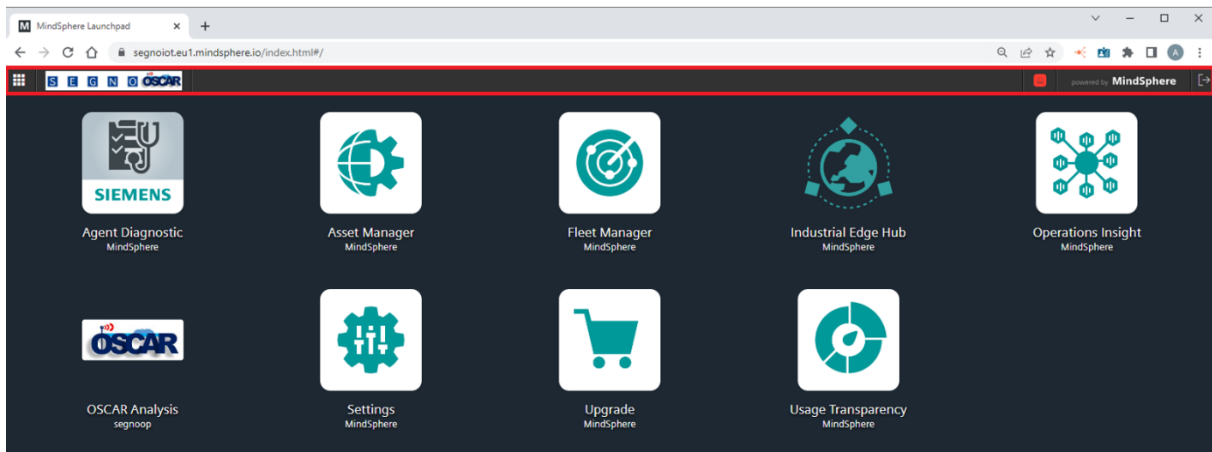 M MindSphere Launchpad
segnoiot.eu1.mindsphere.io/index.html#/
A
S E G N O OSCAR
powered by MindSphere
SIEMENS
Agent Diagnostic
MindSphere
Asset Manager
MindSphere
Fleet Manager
MindSphere
Industrial Edge Hub
MindSphere
Operations Insight
MindSphere
OSCAR
OSCAR Analysis
segnoop
Settings
MindSphere
Upgrade
MindSphere
Usage Transparency
MindSphere